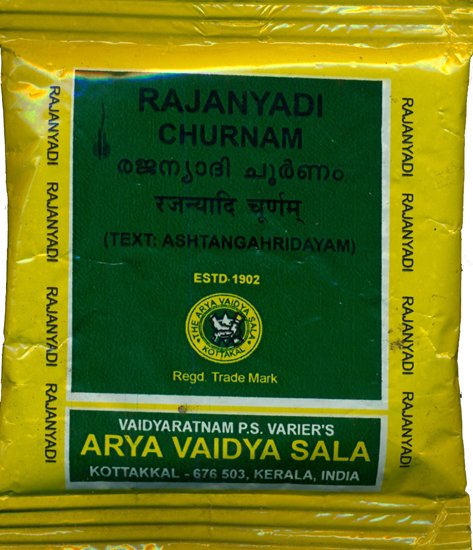 RAJANYADI
CHURNAM
രജന്യാദി ചൂർണം
रजन्यादि चूर्णम्
(TEXT: ASHTANGAHRIDAYAM)
ESTD-1902
THE ARYA VAIDYA SALA
KOTTAKAL
Regd. Trade Mark
VAIDYARATNAM P.S. VARIER'S
ARYA VAIDYA SALA
KOTTAKKAL - 676 503, KERALA, INDIA
RAJANYADI
RAJANYADI
RAJANYADI
RAJANYADI
RAJANYADI
RAJANYADI
RAJANYADI
RAJANYADI